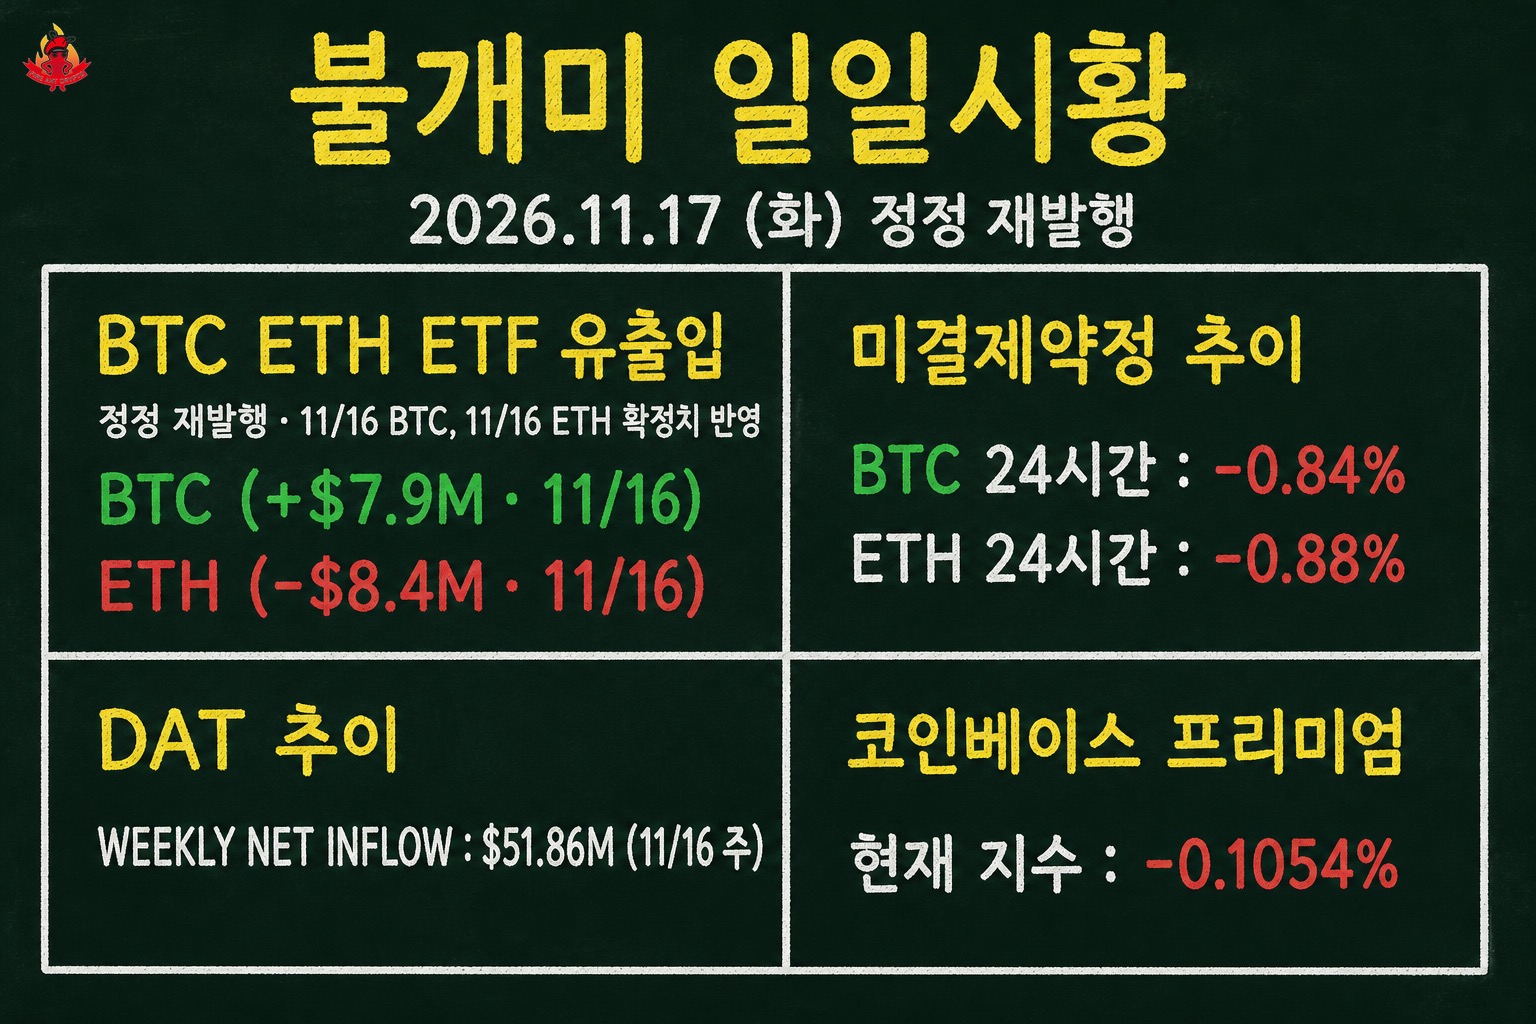 불개미 일일시황
2026.11.17 (화) 정정 재발행
BTC ETH ETF 유출입
정정 재발행 · 11/16 BTC, 11/16 ETH 확정치 반영
BTC (+$7.9M · 11/16)
ETH (-$8.4M · 11/16)
미결제약정 추이
BTC 24시간 : -0.84%
ETH 24시간 : -0.88%
DAT 추이
WEEKLY NET INFLOW : $51.86M (11/16 주)
코인베이스 프리미엄
현재 지수 : -0.1054%